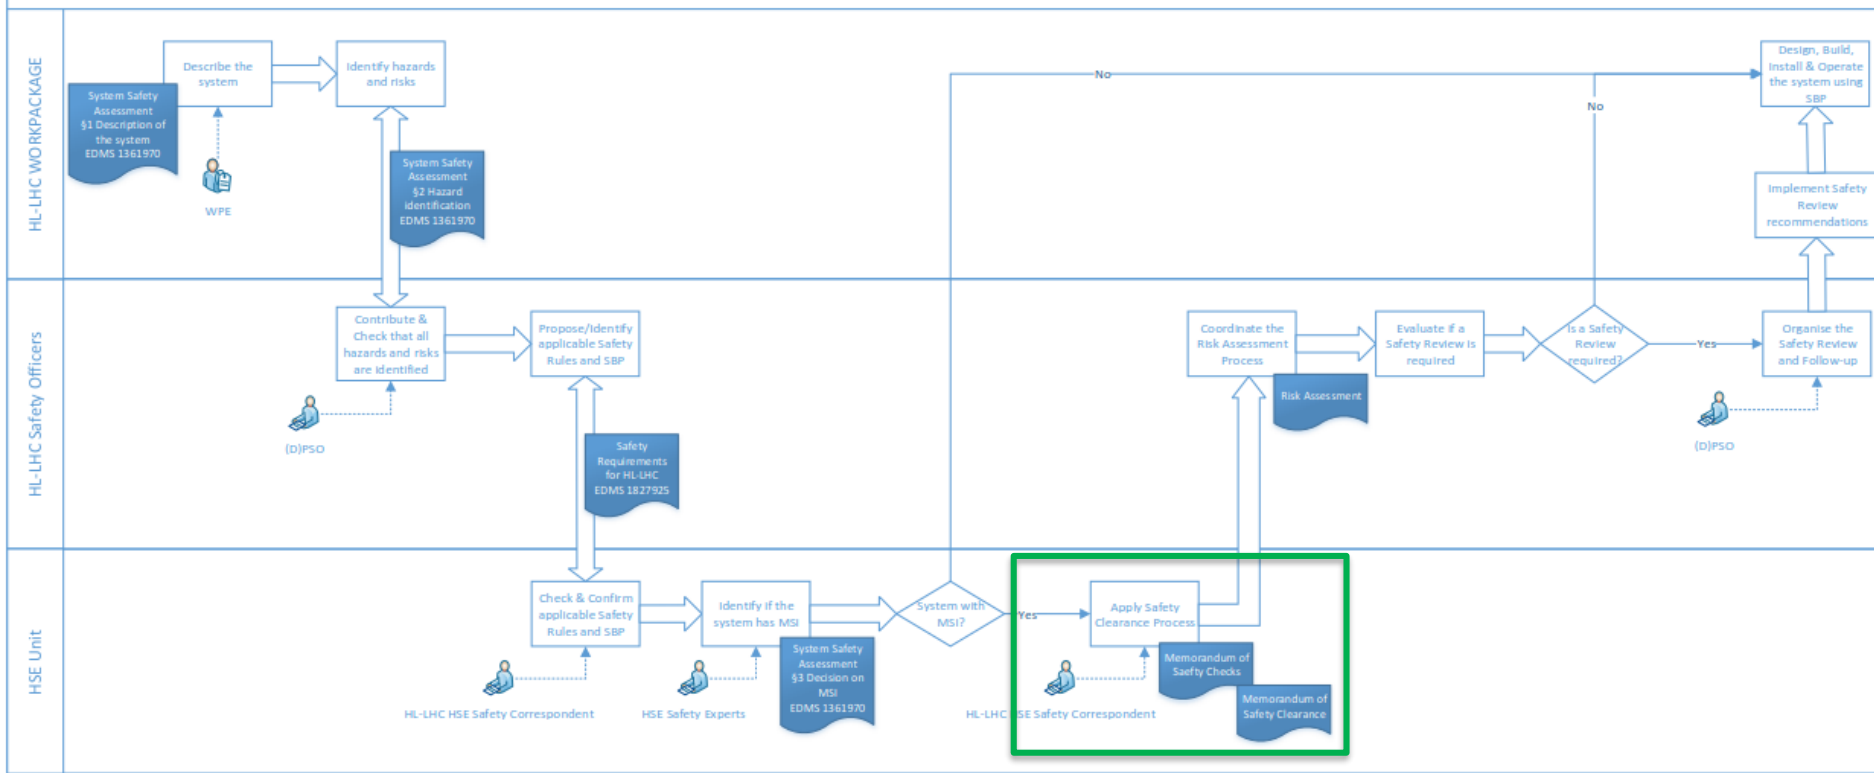 HL-LHC WORKPACKAGE
Describe the
system
Identify hazards
and risks
System Safety
Assessment
§1 Description of
the system
EDMS 1361970
WPE
System Safety
Assessment
§2 Hazard
identification
EDMS 1361970
No
No
Design, Build,
Install & Operate
the system using
SBP
Implement Safety
Review
recommendations
HL-LHC Safety Officers
Contribute &
Check that all
hazards and risks
are identified
Propose/Identify
applicable Safety
Rules and SBP
(D)PSO
Safety
Requirements
for HL-LHC
EDMS 1827925
Coordinate the
Risk Assessment
Process
Risk Assessment
Evaluate if a
Safety Review is
required
Is a Safety
Review
required?
Yes
Organise the
Safety Review
and Follow-up
(D)PSO
HSE Unit
Check & Confirm
applicable Safety
Rules and SBP
HL-LHC HSE Safety Correspondent
Identify if the
system has MSI
HSE Safety Experts
System Safety
Assessment
§3 Decision on
MSI
EDMS 1361970
System with
MSI?
Yes
Apply Safety
Clearance Process
HL-LHC HSE Safety Correspondent
Memorandum of
Saefty Checks
Memorandum of
Safety Clearance